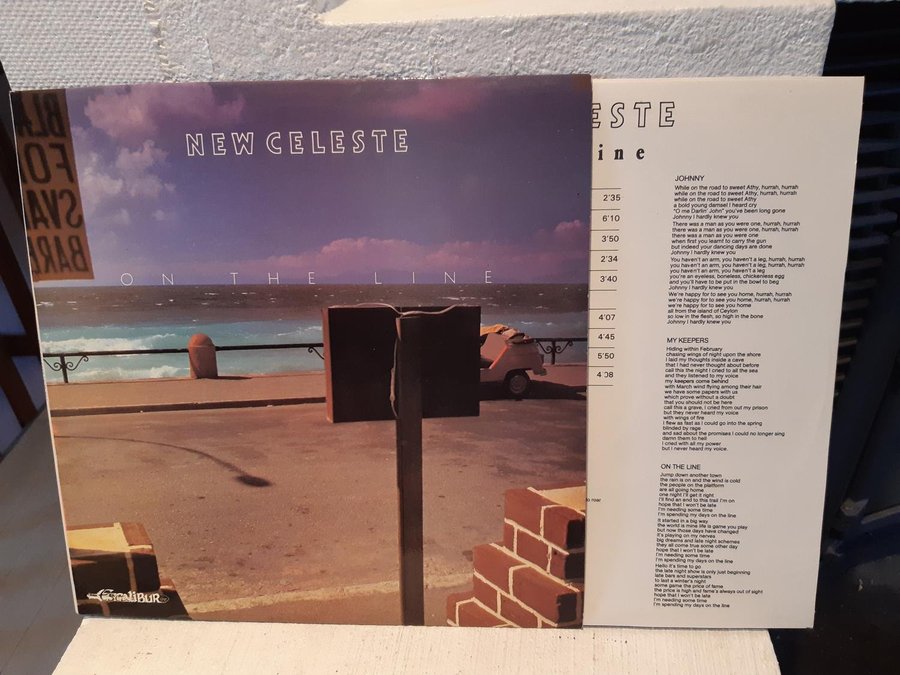 NEW CELESTE
ON THE LINE
ESTE
ine
2'35
6'10
3'50
2'34
3'40
4'07
4'45
5'50
JOHNNY
While on the road to sweet Athy, hurrah, hurrah
while on the road to sweet Athy, hurrah, hurrah
while on the road to sweet Athy
a bold young damsel I heard cry
"O me Darlin' John" you've been long gone
Johnny I hardly knew you
There was a man as you were one, hurrah, hurrah
there was a man as you were one, hurrah, hurrah
there was a man as you were one
when first you learnt to carry the gun
but indeed your dancing days are done
Johnny I hardly knew you
You haven't an arm, you haven't a leg, hurrah, hurrah
you haven't an arm, you haven't a leg, hurrah, hurrah
you haven't an arm, you haven't a leg
you're an eyeless, boneless, chickenless egg
and you'll have to be put in the bowl to beg
Johnny I hardly knew you
We're happy for to see you home, hurrah, hurrah
we're happy for to see you home, hurrah, hurrah
we're happy for to see you home
all from the island of Ceylon
so low in the flesh, so high in the bone
Johnny I hardly knew you
MY KEEPERS
Hiding within February
chasing wings of night upon the shore
I laid my thoughts inside a cave
that I had never thought about before
call this the night I cried to all the sea
and they listened to my voice
my keepers come behind
with March wind flying among their hair
we have some papers with us
which prove without a doubt
that you should not be here
call this a grave, I cried from out my prison
but they never heard my voice
with wings of fire
I flew as fast as I could go into the spring
blinded by rage
and sad about the promises I could no longer sing
damn them to hell
I cried with all my power
but I never heard my voice.
ON THE LINE
Jump down another town
the rain is on and the wind is cold
the people on the platform
are all going home
one night I'll get it right
I'll find an end to this trail I'm on
hope that I won't be late
I'm needing some time
I'm spending my days on the line.
It started in a big way
the world is mine life is game you play
but now those days have changed
It's playing on my nerves
big dreams and late night schemes
they all come true some other day
hope that I won't be late
I'm needing some time
I'm spending my days on the line
Hello it's time to go
the late night show is only just beginning
late bars and superstars
to last a winter's night
some game the price of fame
the price is high and fame's always out of sight
hope that I won't be late
I'm needing some time
I'm spending my days on the line
to roar